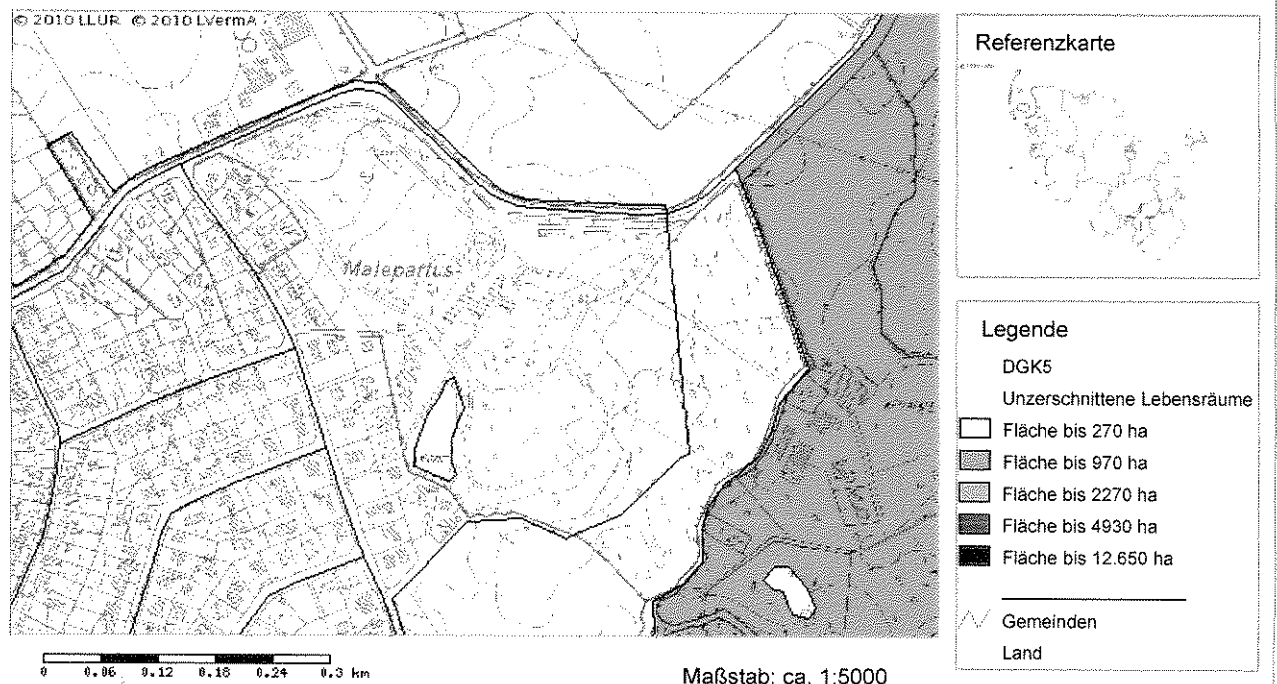 © 2010 LLUR © 2010 LVermA
Malepartus
Referenzkarte
Legende
DGK5
Unzerschnittene Lebensräume
Fläche bis 270 ha
Fläche bis 970 ha
Fläche bis 2270 ha
Fläche bis 4930 ha
Fläche bis 12.650 ha
Gemeinden
Land
0 0.06 0.12 0.18 0.24 0.3 km
Maßstab: ca. 1:5000